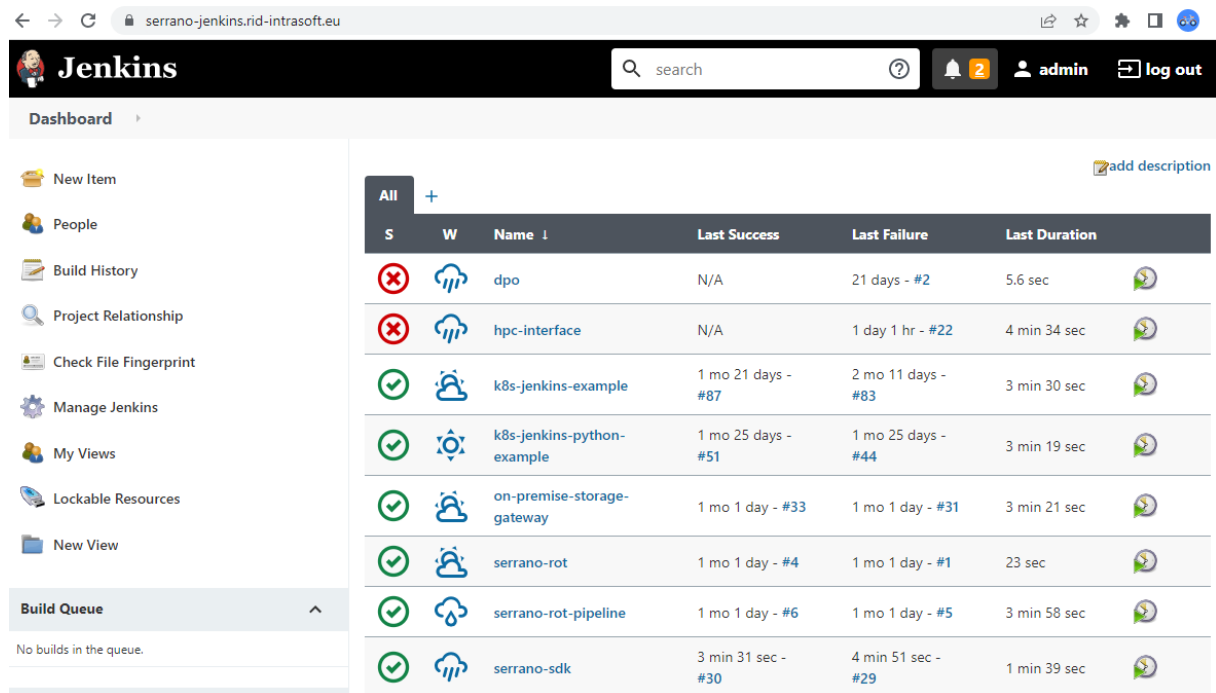 serrano-jenkins.rid-intrasoft.eu
Jenkins
search
2
admin
log out
Dashboard
New Item
People
Build History
Project Relationship
Check File Fingerprint
Manage Jenkins
My Views
Lockable Resources
New View
Build Queue
No builds in the queue.
add description
All +
S W Name ↓ Last Success Last Failure Last Duration
dpo N/A 21 days - #2 5.6 sec
hpc-interface N/A 1 day 1 hr - #22 4 min 34 sec
k8s-jenkins-example 1 mo 21 days - #87 2 mo 11 days - #83 3 min 30 sec
k8s-jenkins-python-example 1 mo 25 days - #51 1 mo 25 days - #44 3 min 19 sec
on-premise-storage-gateway 1 mo 1 day - #33 1 mo 1 day - #31 3 min 21 sec
serrano-rot 1 mo 1 day - #4 1 mo 1 day - #1 23 sec
serrano-rot-pipeline 1 mo 1 day - #6 1 mo 1 day - #5 3 min 58 sec
serrano-sdk 3 min 31 sec - #30 4 min 51 sec - #29 1 min 39 sec